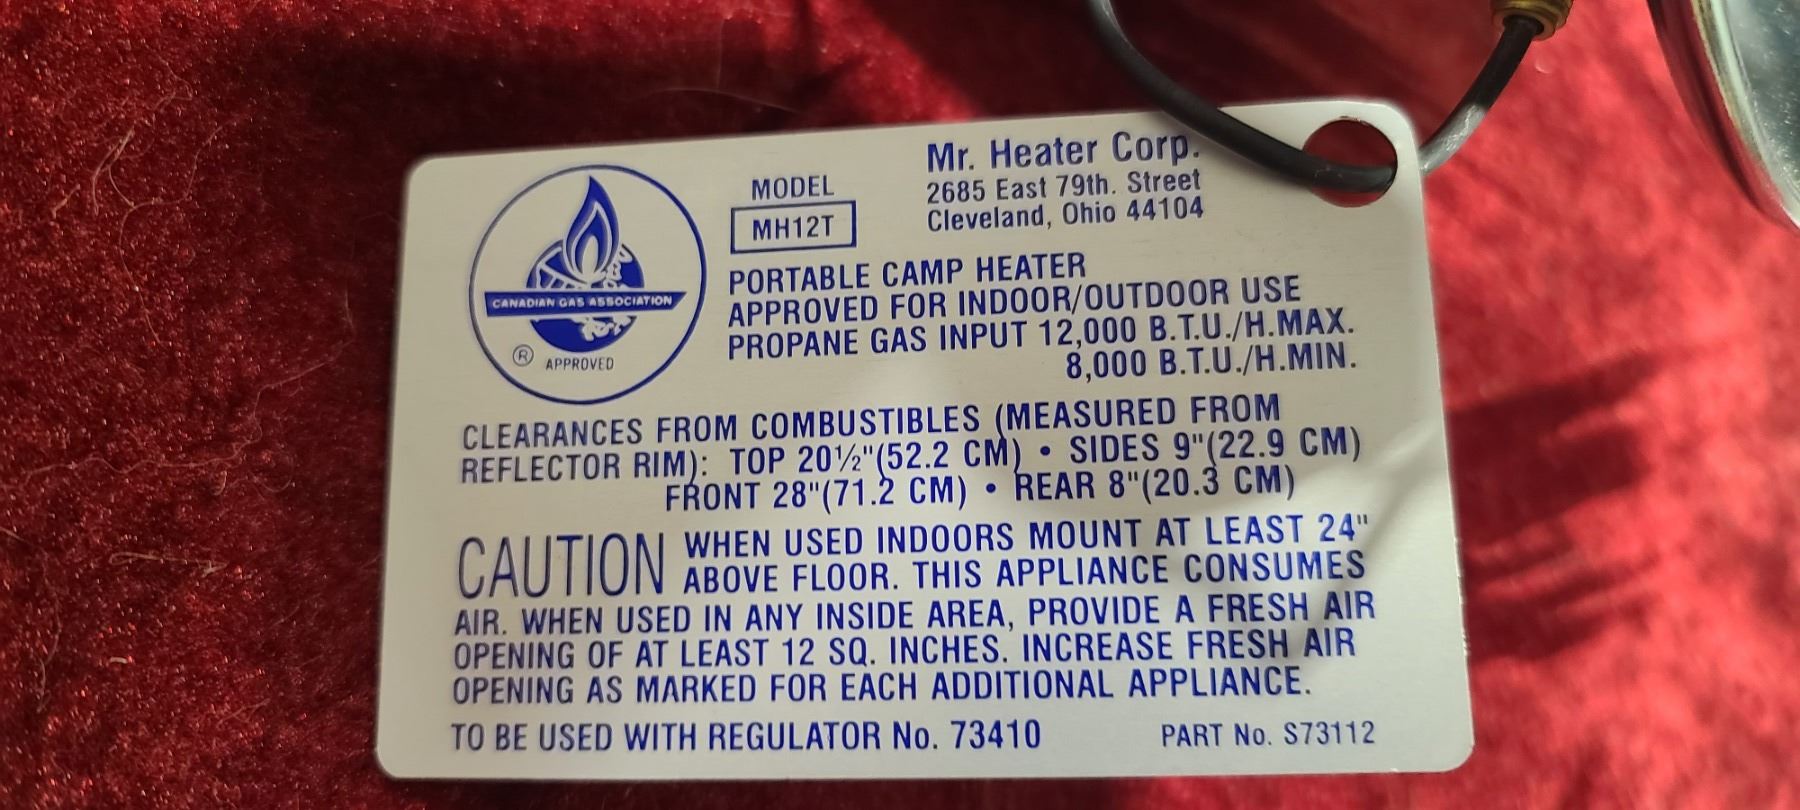 Mr. Heater Corp.
2685 East 79th. Street
Cleveland, Ohio 44104
MODEL
MH12T
CANADIAN GAS ASSOCIATION
® APPROVED
PORTABLE CAMP HEATER
APPROVED FOR INDOOR/OUTDOOR USE
PROPANE GAS INPUT 12,000 B.T.U./H.MAX.
8,000 B.T.U./H.MIN.
CLEARANCES FROM COMBUSTIBLES (MEASURED FROM
REFLECTOR RIM): TOP 20½"(52.2 CM) • SIDES 9"(22.9 CM)
FRONT 28"(71.2 CM) • REAR 8"(20.3 CM)
CAUTION WHEN USED INDOORS MOUNT AT LEAST 24"
ABOVE FLOOR. THIS APPLIANCE CONSUMES
AIR. WHEN USED IN ANY INSIDE AREA, PROVIDE A FRESH AIR
OPENING OF AT LEAST 12 SQ. INCHES. INCREASE FRESH AIR
OPENING AS MARKED FOR EACH ADDITIONAL APPLIANCE.
TO BE USED WITH REGULATOR No. 73410 PART No. S73112